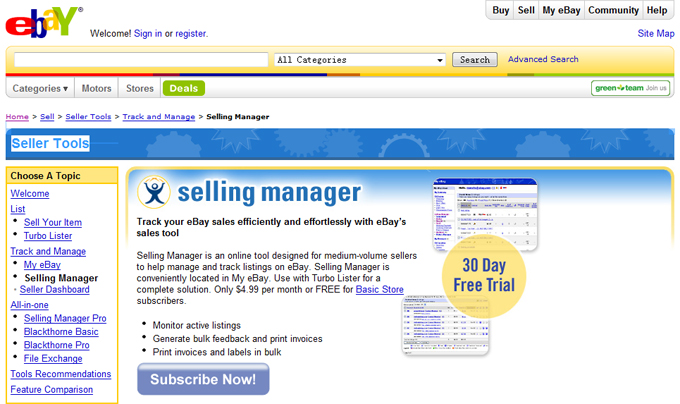 ebaY®
Buy Sell My eBay Community Help
Welcome! Sign in or register.
Site Map
All Categories
Search
Advanced Search
Categories ▾ Motors Stores Deals
green team Join us
Home > Sell > Seller Tools > Track and Manage > Selling Manager
Seller Tools
Choose A Topic
Welcome
List
• Sell Your Item
• Turbo Lister
Track and Manage
• My eBay
• Selling Manager
- Seller Dashboard
All-in-one
• Selling Manager Pro
• Blackthorne Basic
• Blackthorne Pro
• File Exchange
Tools Recommendations
Feature Comparison
selling manager
Track your eBay sales efficiently and effortlessly with eBay's
sales tool
Selling Manager is an online tool designed for medium-volume sellers
to help manage and track listings on eBay. Selling Manager is
conveniently located in My eBay. Use with Turbo Lister for a
complete solution. Only $4.99 per month or FREE for Basic Store
subscribers.
• Monitor active listings
• Generate bulk feedback and print invoices
• Print invoices and labels in bulk
Subscribe Now!
30 Day
Free Trial